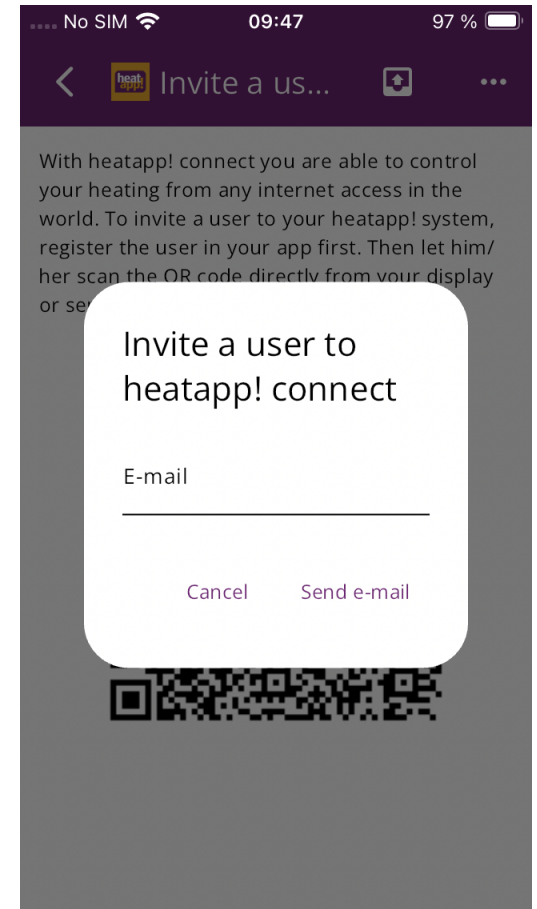 No SIM 09:47 97 %
heat app! Invite a us...
With heatapp! connect you are able to control
your heating from any internet access in the
world. To invite a user to your heatapp! system,
register the user in your app first. Then let him/
her scan the QR code directly from your display
or
Invite a user to
heatapp! connect
E-mail
Cancel Send e-mail